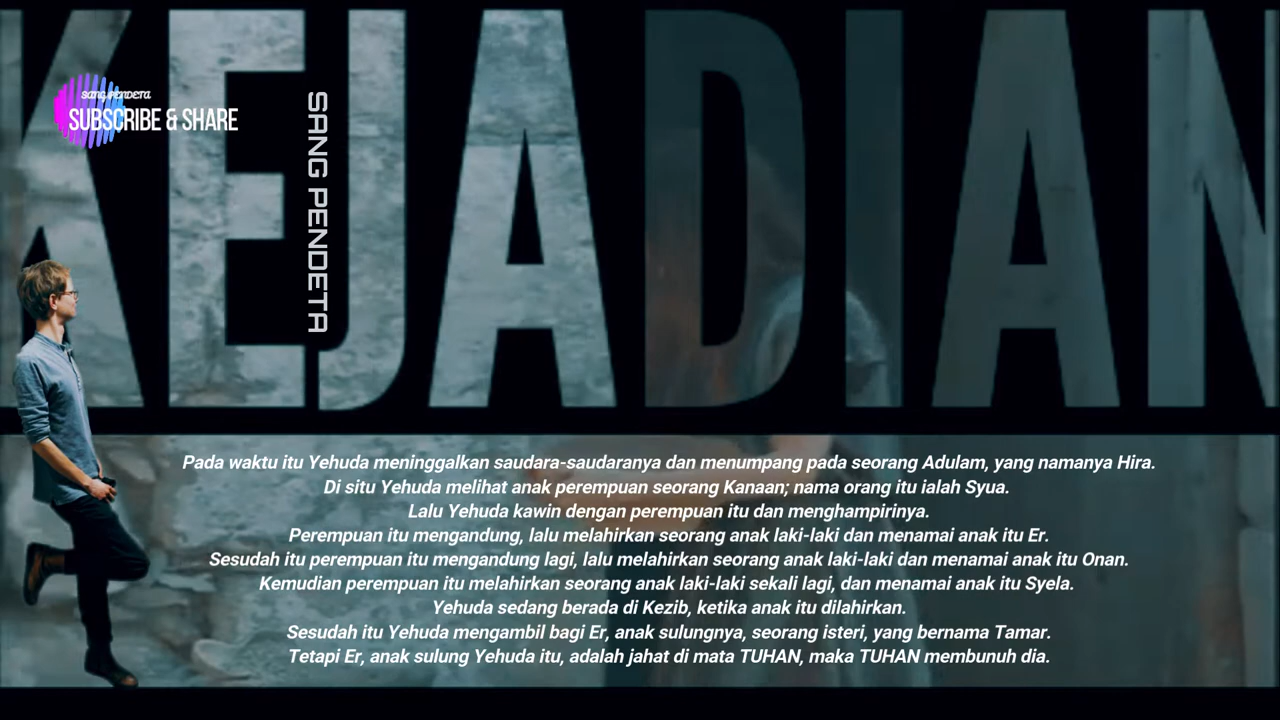 KEJADIAN
sang pendeta
SUBSCRIBE & SHARE
SANG PENDETA
Pada waktu itu Yehuda meninggalkan saudara-saudaranya dan menumpang pada seorang Adulam, yang namanya Hira.
Di situ Yehuda melihat anak perempuan seorang Kanaan; nama orang itu ialah Syua.
Lalu Yehuda kawin dengan perempuan itu dan menghampirinya.
Perempuan itu mengandung, lalu melahirkan seorang anak laki-laki dan menamai anak itu Er.
Sesudah itu perempuan itu mengandung lagi, lalu melahirkan seorang anak laki-laki dan menamai anak itu Onan.
Kemudian perempuan itu melahirkan seorang anak laki-laki sekali lagi, dan menamai anak itu Syela.
Yehuda sedang berada di Kezib, ketika anak itu dilahirkan.
Sesudah itu Yehuda mengambil bagi Er, anak sulungnya, seorang isteri, yang bernama Tamar.
Tetapi Er, anak sulung Yehuda itu, adalah jahat di mata TUHAN, maka TUHAN membunuh dia.